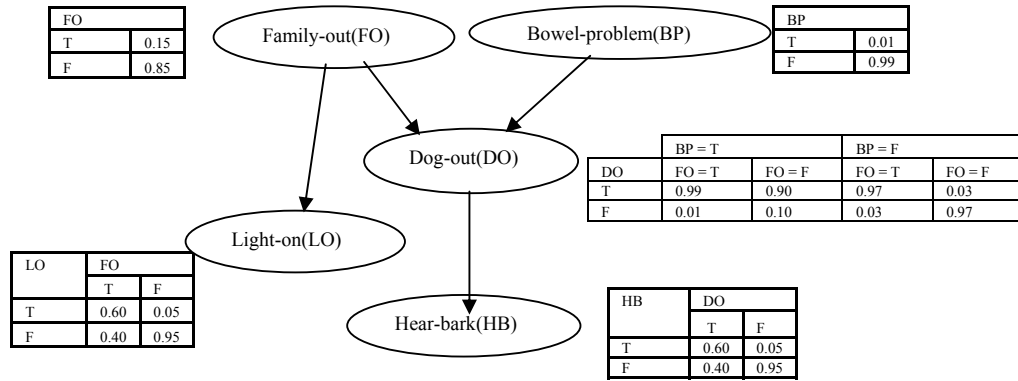 FO
T 0.15
F 0.85
Family-out(FO)
Bowel-problem(BP)
BP
T 0.01
F 0.99
Dog-out(DO)
BP = T BP = F
DO FO = T FO = F FO = T FO = F
T 0.99 0.90 0.97 0.03
F 0.01 0.10 0.03 0.97
Light-on(LO)
LO FO
T F
T 0.60 0.05
F 0.40 0.95
Hear-bark(HB)
HB DO
T F
T 0.60 0.05
F 0.40 0.95